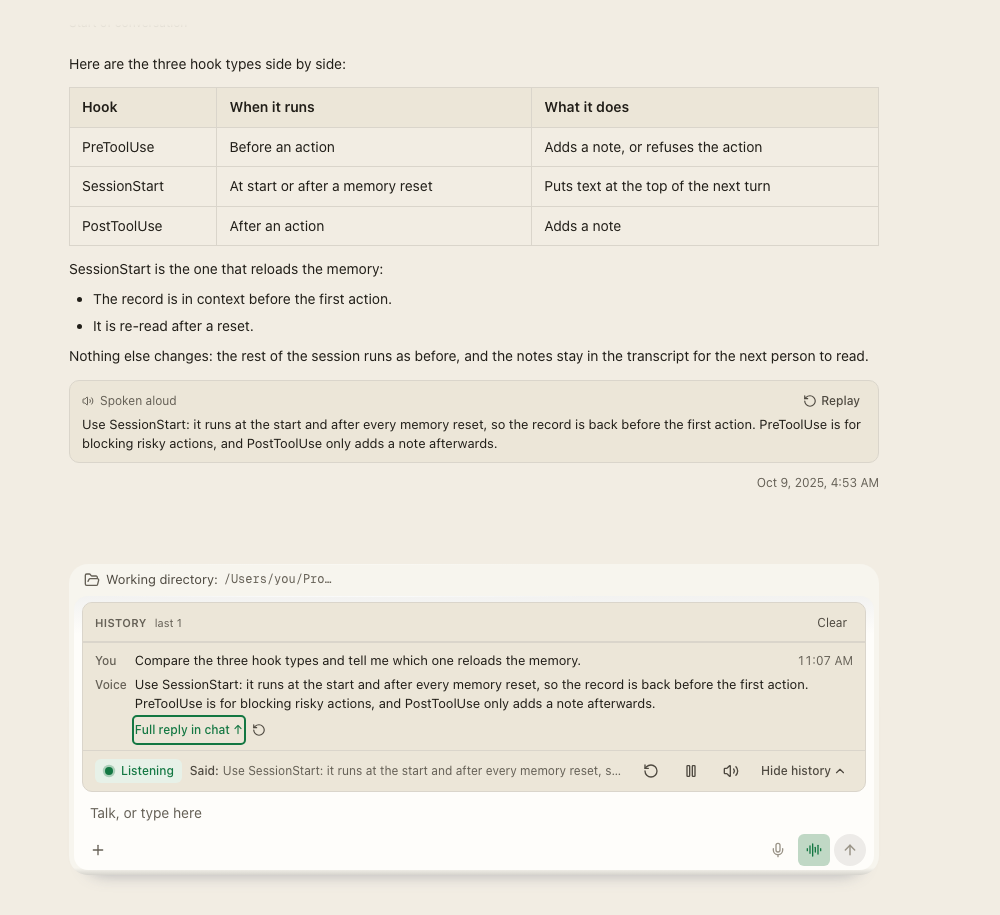 Here are the three hook types side by side:
Hook When it runs What it does
PreToolUse Before an action Adds a note, or refuses the action
SessionStart At start or after a memory reset Puts text at the top of the next turn
PostToolUse After an action Adds a note
SessionStart is the one that reloads the memory:
• The record is in context before the first action.
• It is re-read after a reset.
Nothing else changes: the rest of the session runs as before, and the notes stay in the transcript for the next person to read.
Spoken aloud Replay
Use SessionStart: it runs at the start and after every memory reset, so the record is back before the first action. PreToolUse is for
blocking risky actions, and PostToolUse only adds a note afterwards.
Oct 9, 2025, 4:53 AM
Working directory: /Users/you/Pro…
HISTORY last 1 Clear
You Compare the three hook types and tell me which one reloads the memory. 11:07 AM
Voice Use SessionStart: it runs at the start and after every memory reset, so the record is back before the first action.
PreToolUse is for blocking risky actions, and PostToolUse only adds a note afterwards.
Full reply in chat ↑
Listening Said: Use SessionStart: it runs at the start and after every memory reset, s... Hide history
Talk, or type here